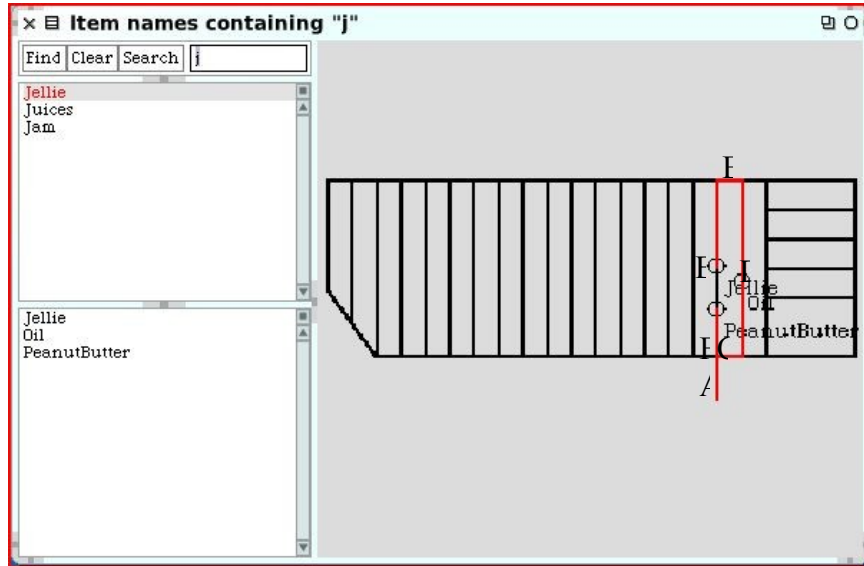 Item names containing "j"
Find Clear Search j
Jellie
Juices
Jam
Jellie
Oil
PeanutButter
Jellie
Oil
PeanutButter
A